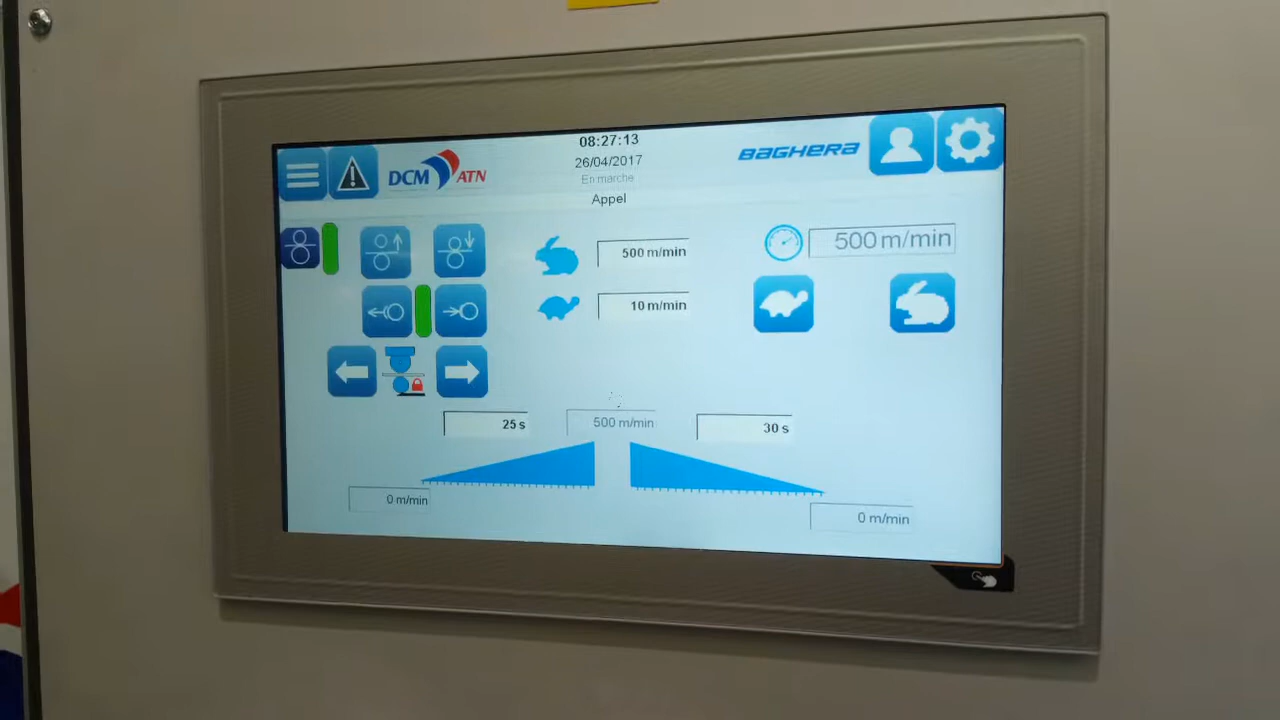 08:27:13
DCM ATN
26/04/2017
BAGHERA
En marche
Appel
500 m/min
500 m/min
10 m/min
25 s
500 m/min
30 s
0 m/min
0 m/min